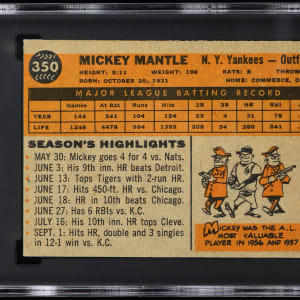 350
MICKEY MANTLE N. Y. Yankees — Outf
HEIGHT: 5:11 WEIGHT: 198 BATS: B THROW
BORN: OCTOBER 20, 1931 HOME: COMMERCE, O
MAJOR LEAGUE BATTING RECORD
Games At Bat Runs Hits 2B 3B HR R
YEAR 144 541 104 154 23 4 31
LIFE 1246 4478 994 1392 208 54 280
SEASON'S HIGHLIGHTS
MAY 30: Mickey goes 4 for 4 vs. Nats.
JUNE 3: His 9th inn. HR beats Detroit.
JUNE 13: Tops Tigers with 2-run HR.
JUNE 17: Hits 450-ft. HR vs. Chicago.
JUNE 18: HR in 10th beats Chicago.
JUNE 27: Has 6 RBIs vs. K.C.
JULY 16: His 10th inn. HR tops Cleve.
SEPT. 1: Hits HR, double and 3 singles
in 12-1 win vs. K.C.
MICKEY WAS THE A.L.
MOST VALUABLE
PLAYER IN 1956 AND 1957